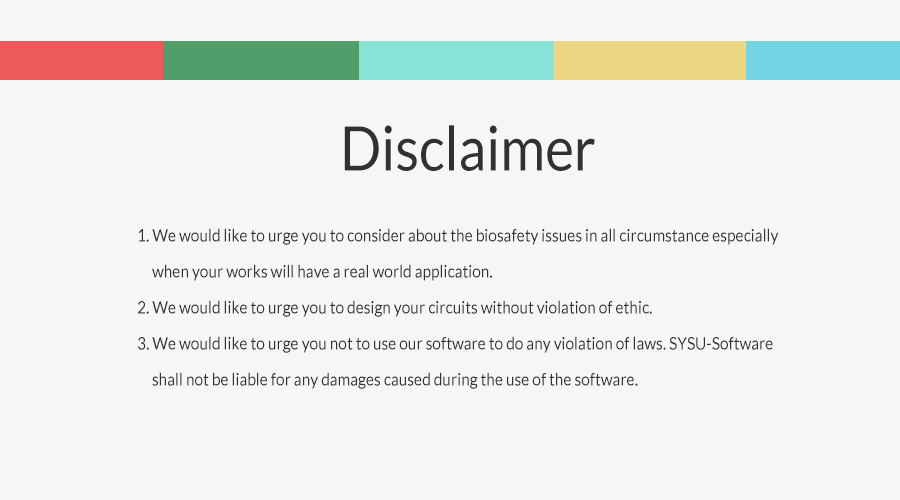 Disclaimer
1. We would like to urge you to consider about the biosafety issues in all circumstance especially
when your works will have a real world application.
2. We would like to urge you to design your circuits without violation of ethic.
3. We would like to urge you not to use our software to do any violation of laws. SYSU-Software
shall not be liable for any damages caused during the use of the software.